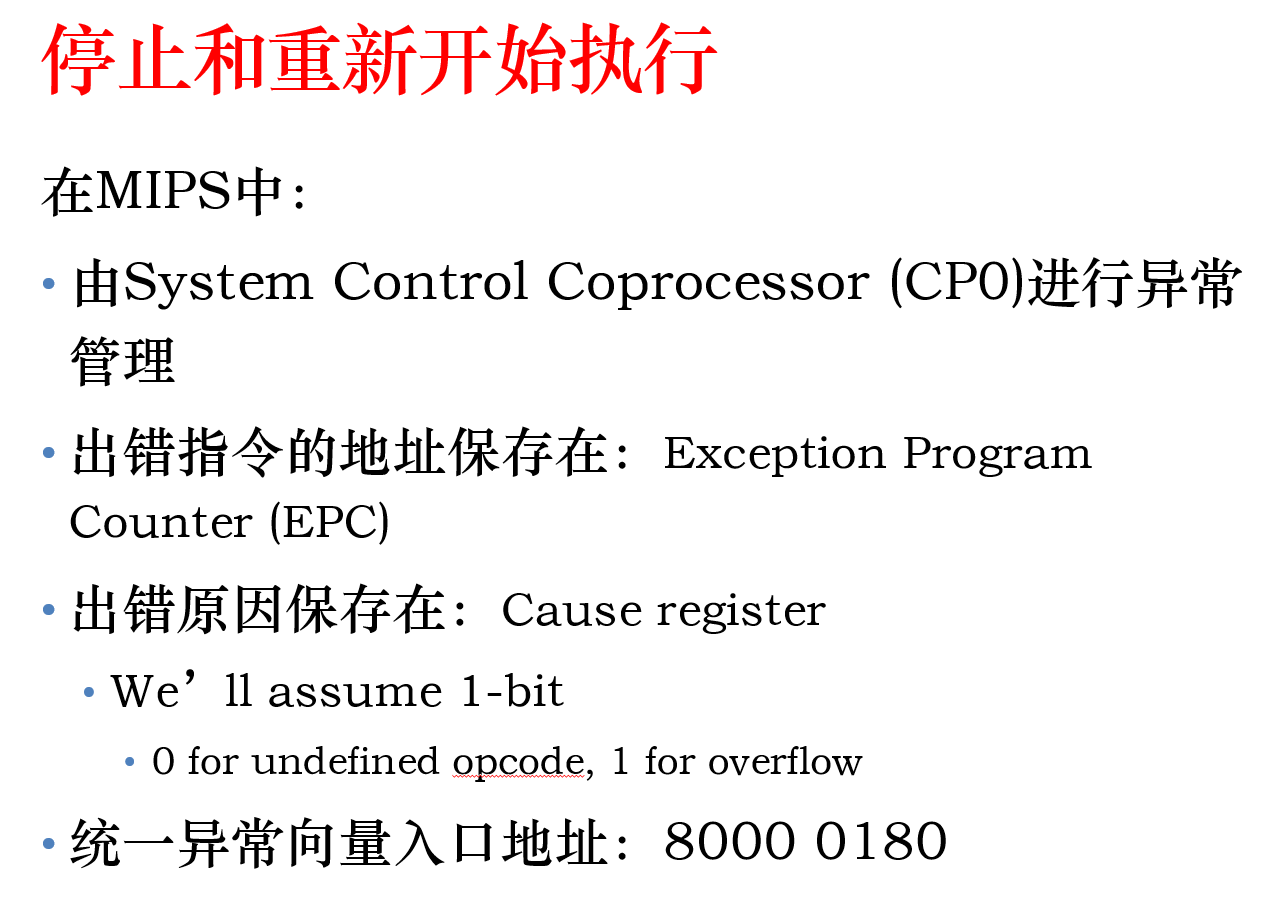 停止和重新开始执行
在MIPS中：
• 由System Control Coprocessor (CP0)进行异常
管理
• 出错指令的地址保存在：Exception Program
Counter (EPC)
• 出错原因保存在：Cause register
• We’ll assume 1-bit
• 0 for undefined opcode, 1 for overflow
• 统一异常向量入口地址：8000 0180